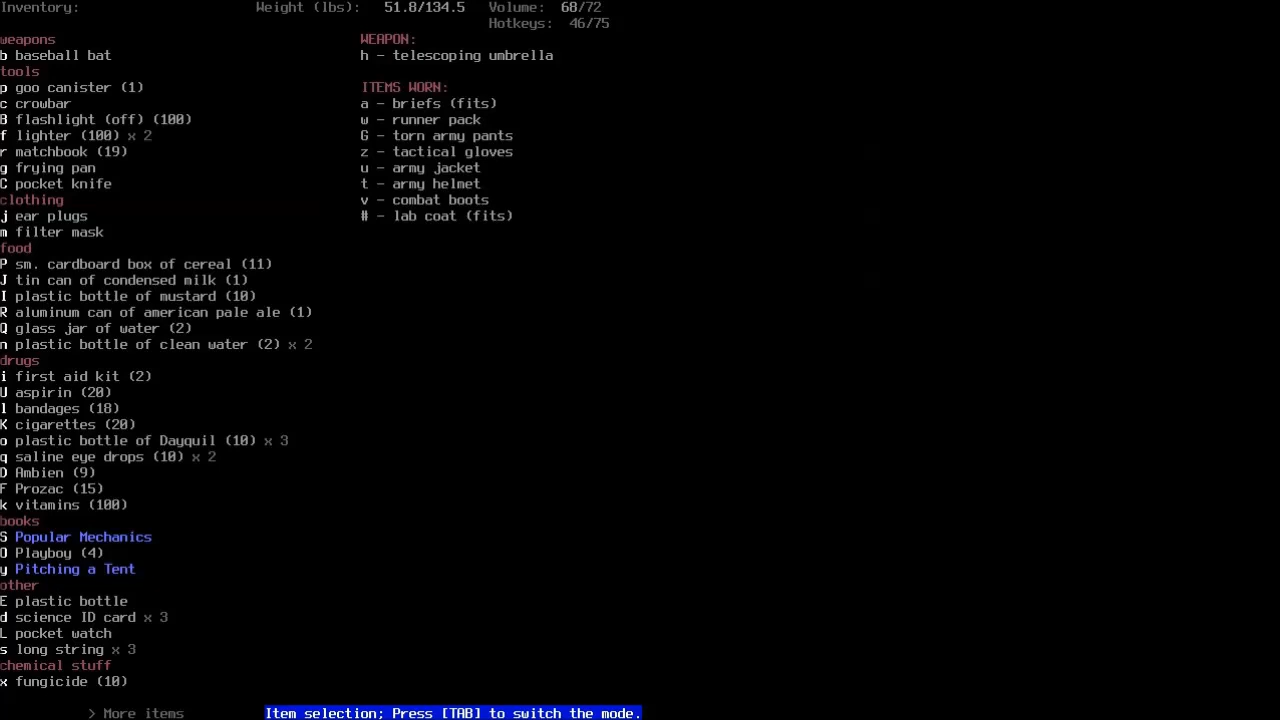 Inventory: Weight (lbs): 51.8/134.5 Volume: 68/72
Hotkeys: 46/75
weapons
b baseball bat
tools
p goo canister (1)
c crowbar
B flashlight (off) (100)
f lighter (100) x 2
r matchbook (19)
g frying pan
C pocket knife
clothing
j ear plugs
m filter mask
food
P sm. cardboard box of cereal (11)
J tin can of condensed milk (1)
I plastic bottle of mustard (10)
R aluminum can of american pale ale (1)
Q glass jar of water (2)
n plastic bottle of clean water (2) x 2
drugs
i first aid kit (2)
U aspirin (20)
l bandages (18)
K cigarettes (20)
o plastic bottle of Dayquil (10) x 3
q saline eye drops (10) x 2
D Ambien (9)
F Prozac (15)
k vitamins (100)
books
S Popular Mechanics
O Playboy (4)
y Pitching a Tent
other
E plastic bottle
d science ID card x 3
L pocket watch
s long string x 3
chemical stuff
x fungicide (10)
> More items
WEAPON:
h - telescoping umbrella
ITEMS WORN:
a - briefs (fits)
w - runner pack
G - torn army pants
z - tactical gloves
u - army jacket
t - army helmet
v - combat boots
# - lab coat (fits)
Item selection; Press [TAB] to switch the mode.